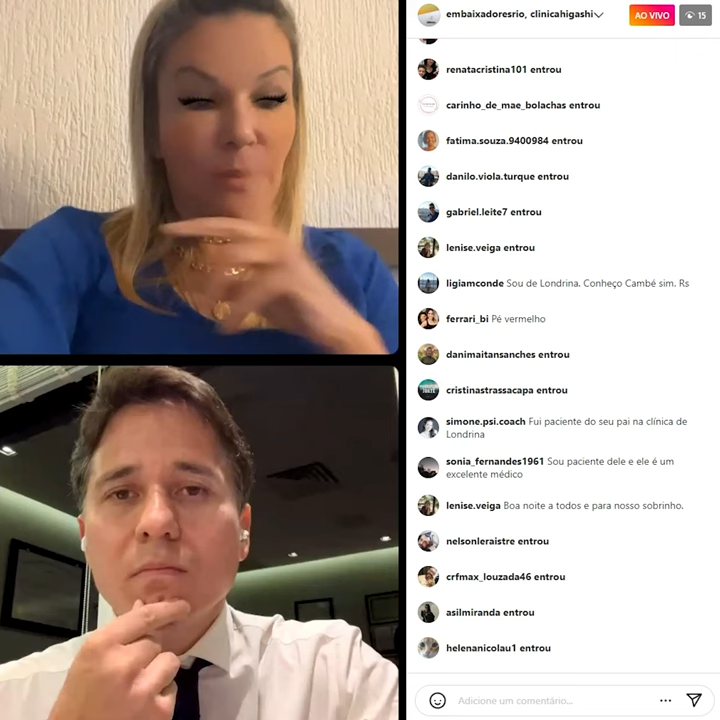 embaixadoresrio, clinicahigashi
AO VIVO
15
renatacristina101 entrou
carinho_de_mae_bolachas entrou
fatima.souza.9400984 entrou
danilo.viola.turque entrou
gabriel.leite7 entrou
lenise.veiga entrou
ligiamconde Sou de Londrina. Conheço Cambé sim. Rs
ferrari_bi Pé vermelho
danimaitansanches entrou
cristinastrassacapa entrou
simone.psi.coach Fui paciente do seu pai na clínica de
Londrina
sonia_fernandes1961 Sou paciente dele e ele é um
excelente médico
lenise.veiga Boa noite a todos e para nosso sobrinho.
nelsonleraistre entrou
crfmax_louzada46 entrou
asilmiranda entrou
helenanicolau1 entrou
Adicione um comentário...